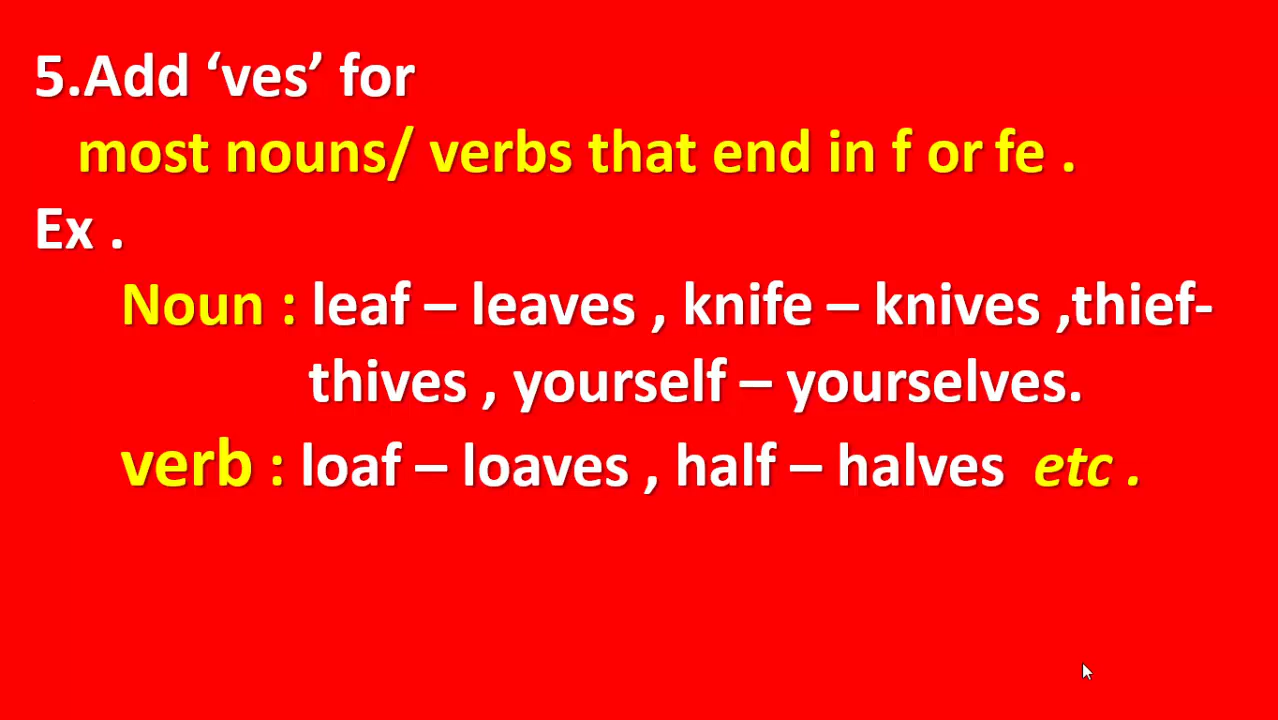 5.Add ‘ves’ for
most nouns/ verbs that end in f or fe .
Ex .
Noun : leaf – leaves , knife – knives ,thief-
thives , yourself – yourselves.
verb : loaf – loaves , half – halves etc .